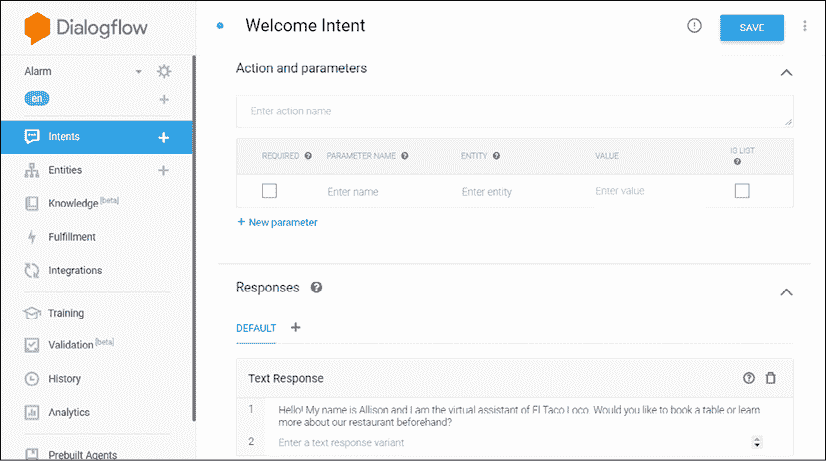 Dialogflow
Alarm
en
Intents
Entities
Knowledge [beta]
Fulfillment
Integrations
Training
Validation [beta]
History
Analytics
Prebuilt Agents
Welcome Intent
SAVE
Action and parameters
Enter action name
REQUIRED PARAMETER NAME ENTITY VALUE IS LIST
Enter name Enter entity Enter value
+ New parameter
Responses
DEFAULT +
Text Response
1 Hello! My name is Allison and I am the virtual assistant of El Taco Loco. Would you like to book a table or learn
more about our restaurant beforehand?
2 Enter a text response variant